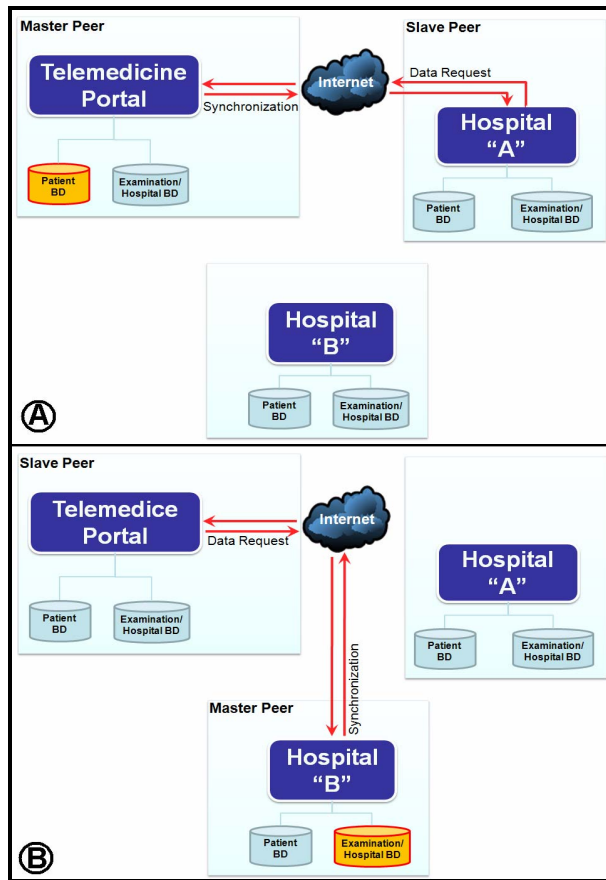 Master Peer
Slave Peer
Telemedicine
Portal
Internet
Data Request
Synchronization
Hospital
“A”
Patient
BD
Examination/
Hospital BD
Patient
BD
Examination/
Hospital BD
Hospital
“B”
Patient
BD
Examination/
Hospital BD
A
Slave Peer
Telemedice
Portal
Internet
Data Request
Hospital
“A”
Patient
BD
Examination/
Hospital BD
Patient
BD
Examination/
Hospital BD
Synchronization
Master Peer
Hospital
“B”
Patient
BD
Examination/
Hospital BD
B